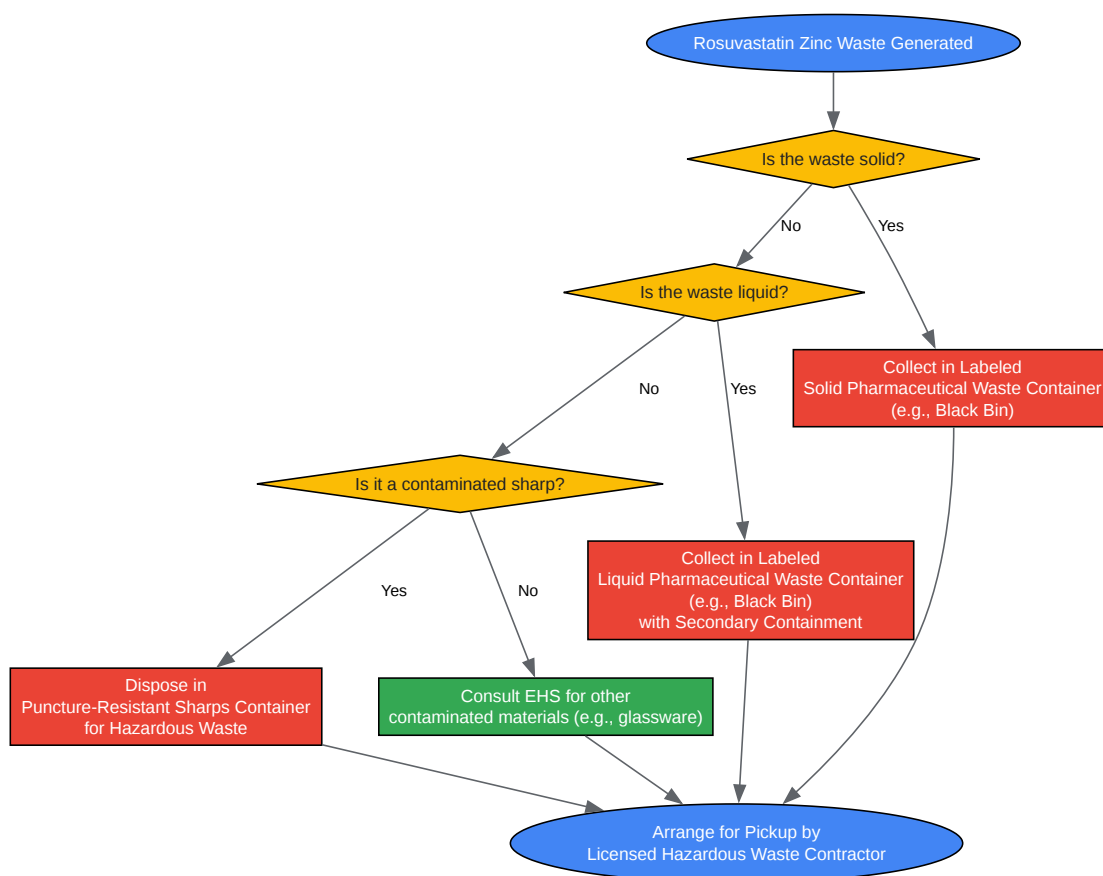 Rosuvastatin Zinc Waste Generated
Is the waste solid?
No
Yes
Is the waste liquid?
Collect in Labeled
Solid Pharmaceutical Waste Container
(e.g., Black Bin)
No
Yes
Is it a contaminated sharp?
Collect in Labeled
Liquid Pharmaceutical Waste Container
(e.g., Black Bin)
with Secondary Containment
Yes
No
Dispose in
Puncture-Resistant Sharps Container
for Hazardous Waste
Consult EHS for other
contaminated materials (e.g., glassware)
Arrange for Pickup by
Licensed Hazardous Waste Contractor